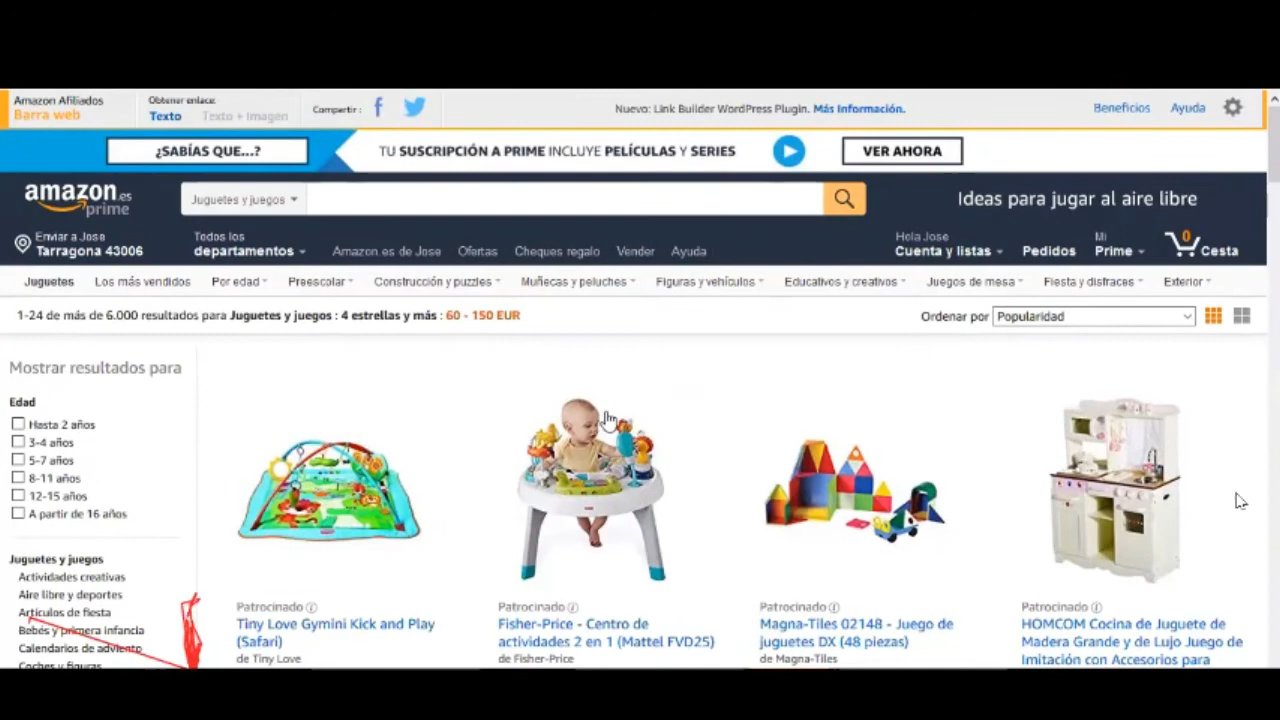 Amazon Afiliados
Barra web
Obtener enlace:
Texto Texto + Imagen
Compartir :
Nuevo: Link Builder WordPress Plugin. Más Información.
Beneficios Ayuda
¿SABÍAS QUE...?
TU SUSCRIPCIÓN A PRIME INCLUYE PELÍCULAS Y SERIES
VER AHORA
amazon.es
prime
Juguetes y juegos
Ideas para jugar al aire libre
Enviar a Jose
Tarragona 43006
Todos los
departamentos
Amazon.es de Jose Ofertas Cheques regalo Vender Ayuda
Hola Jose
Cuenta y listas
Pedidos
Mi
Prime
0
Cesta
Juguetes Los más vendidos Por edad Preescolar Construcción y puzzles Muñecas y peluches Figuras y vehículos Educativos y creativos Juegos de mesa Fiesta y disfraces Exterior
1-24 de más de 6.000 resultados para Juguetes y juegos : 4 estrellas y más : 60 - 150 EUR
Ordenar por Popularidad
Mostrar resultados para
Edad
Hasta 2 años
3-4 años
5-7 años
8-11 años
12-15 años
A partir de 16 años
Juguetes y juegos
Actividades creativas
Aire libre y deportes
Artículos de fiesta
Bebés y primera infancia
Calendarios de adviento
Coches y figuras
Patrocinado
Tiny Love Gymini Kick and Play
(Safari)
de Tiny Love
Patrocinado
Fisher-Price - Centro de
actividades 2 en 1 (Mattel FVD25)
de Fisher-Price
Patrocinado
Magna-Tiles 02148 - Juego de
juguetes DX (48 piezas)
de Magna-Tiles
Patrocinado
HOMCOM Cocina de Juguete de
Madera Grande y de Lujo Juego de
Imitación con Accesorios para